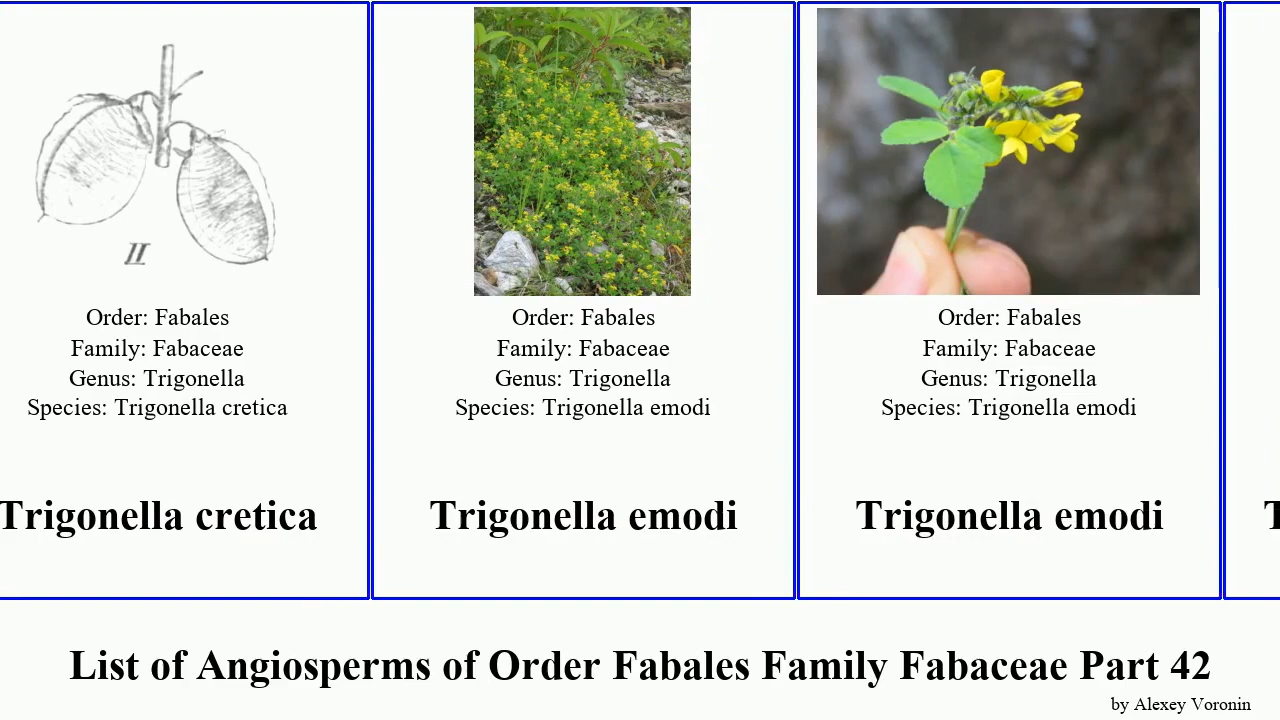 II
Order: Fabales
Family: Fabaceae
Genus: Trigonella
Species: Trigonella cretica
Trigonella cretica
Order: Fabales
Family: Fabaceae
Genus: Trigonella
Species: Trigonella emodi
Trigonella emodi
Order: Fabales
Family: Fabaceae
Genus: Trigonella
Species: Trigonella emodi
Trigonella emodi
T
List of Angiosperms of Order Fabales Family Fabaceae Part 42
by Alexey Voronin